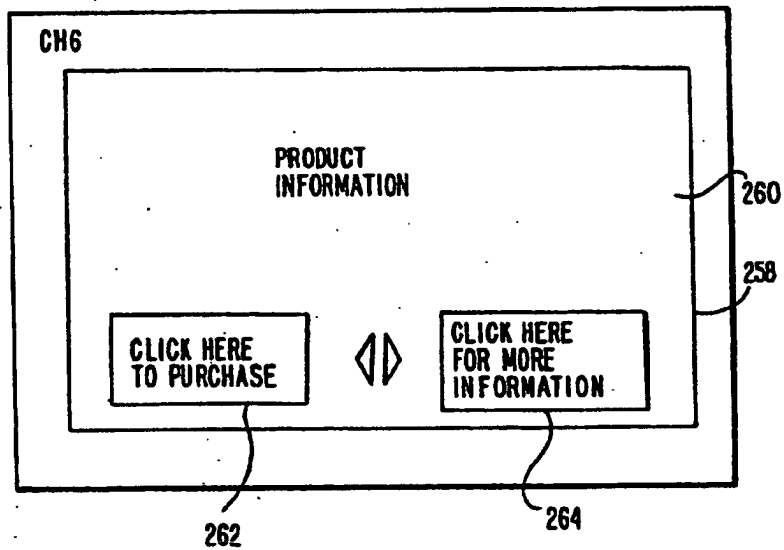 CH6
PRODUCT
INFORMATION
260
258
CLICK HERE
TO PURCHASE
CLICK HERE
FOR MORE
INFORMATION
262
264